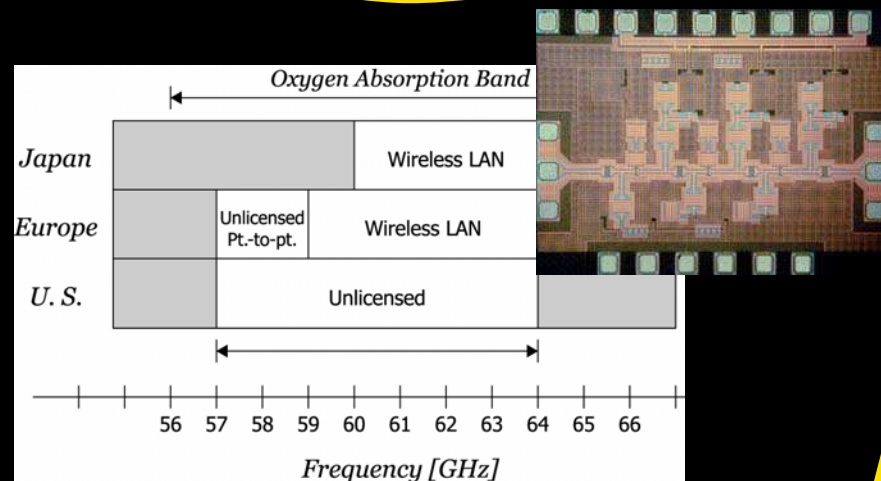 Oxygen Absorption Band
Japan
Wireless LAN
Europe
Unlicensed
Pt.-to-pt.
Wireless LAN
U. S.
Unlicensed
56 57 58 59 60 61 62 63 64 65 66
Frequency [GHz]